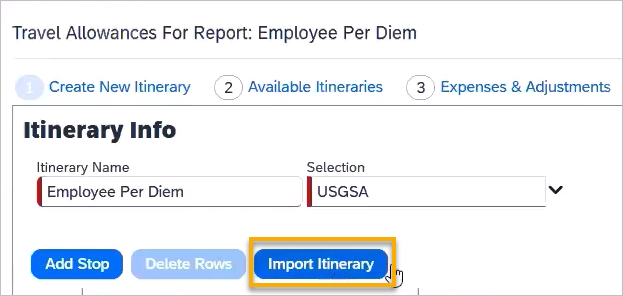 Travel Allowances For Report: Employee Per Diem
1 Create New Itinerary 2 Available Itineraries 3 Expenses & Adjustments
Itinerary Info
Itinerary Name Selection
Employee Per Diem USGSA
Add Stop Delete Rows Import Itinerary